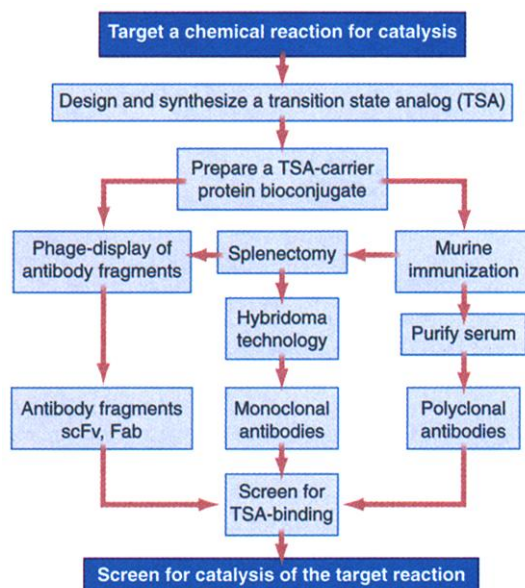 Target a chemical reaction for catalysis
Design and synthesize a transition state analog (TSA)
Prepare a TSA-carrier
protein bioconjugate
Phage-display of
antibody fragments
Splenectomy
Murine
immunization
Hybridoma
technology
Purify serum
Antibody fragments
scFv, Fab
Monoclonal
antibodies
Polyclonal
antibodies
Screen for
TSA-binding
Screen for catalysis of the target reaction